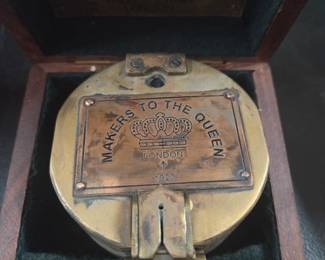 MAKERS TO THE QUEEN
LONDON